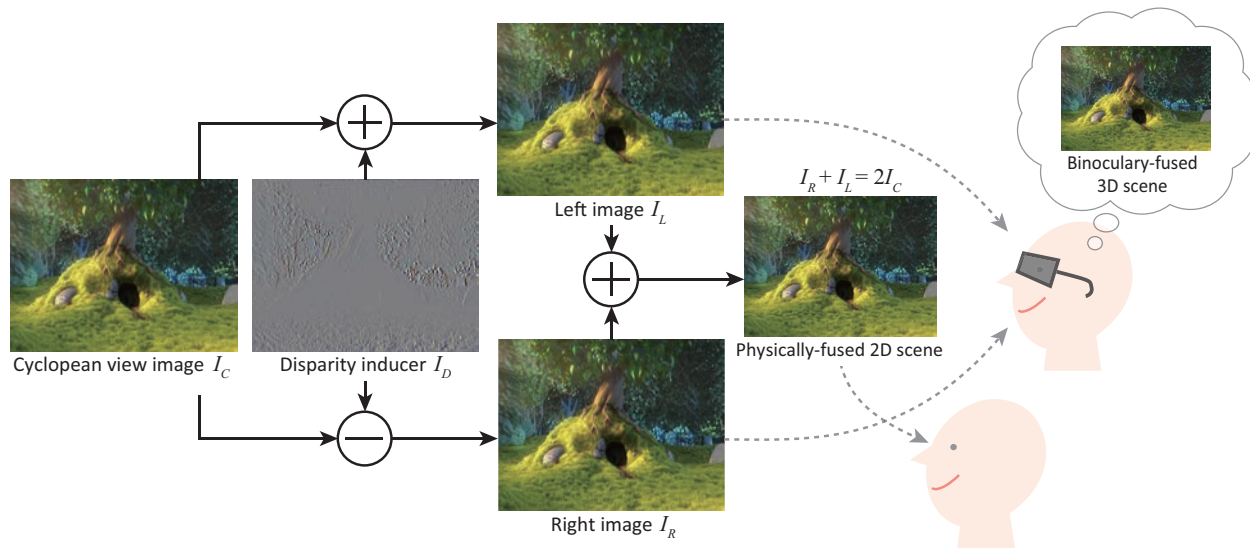 Cyclopean view image I_C
Disparity inducer I_D
Left image I_L
Right image I_R
I_R + I_L = 2I_C
Physically-fused 2D scene
Binoculary-fused
3D scene